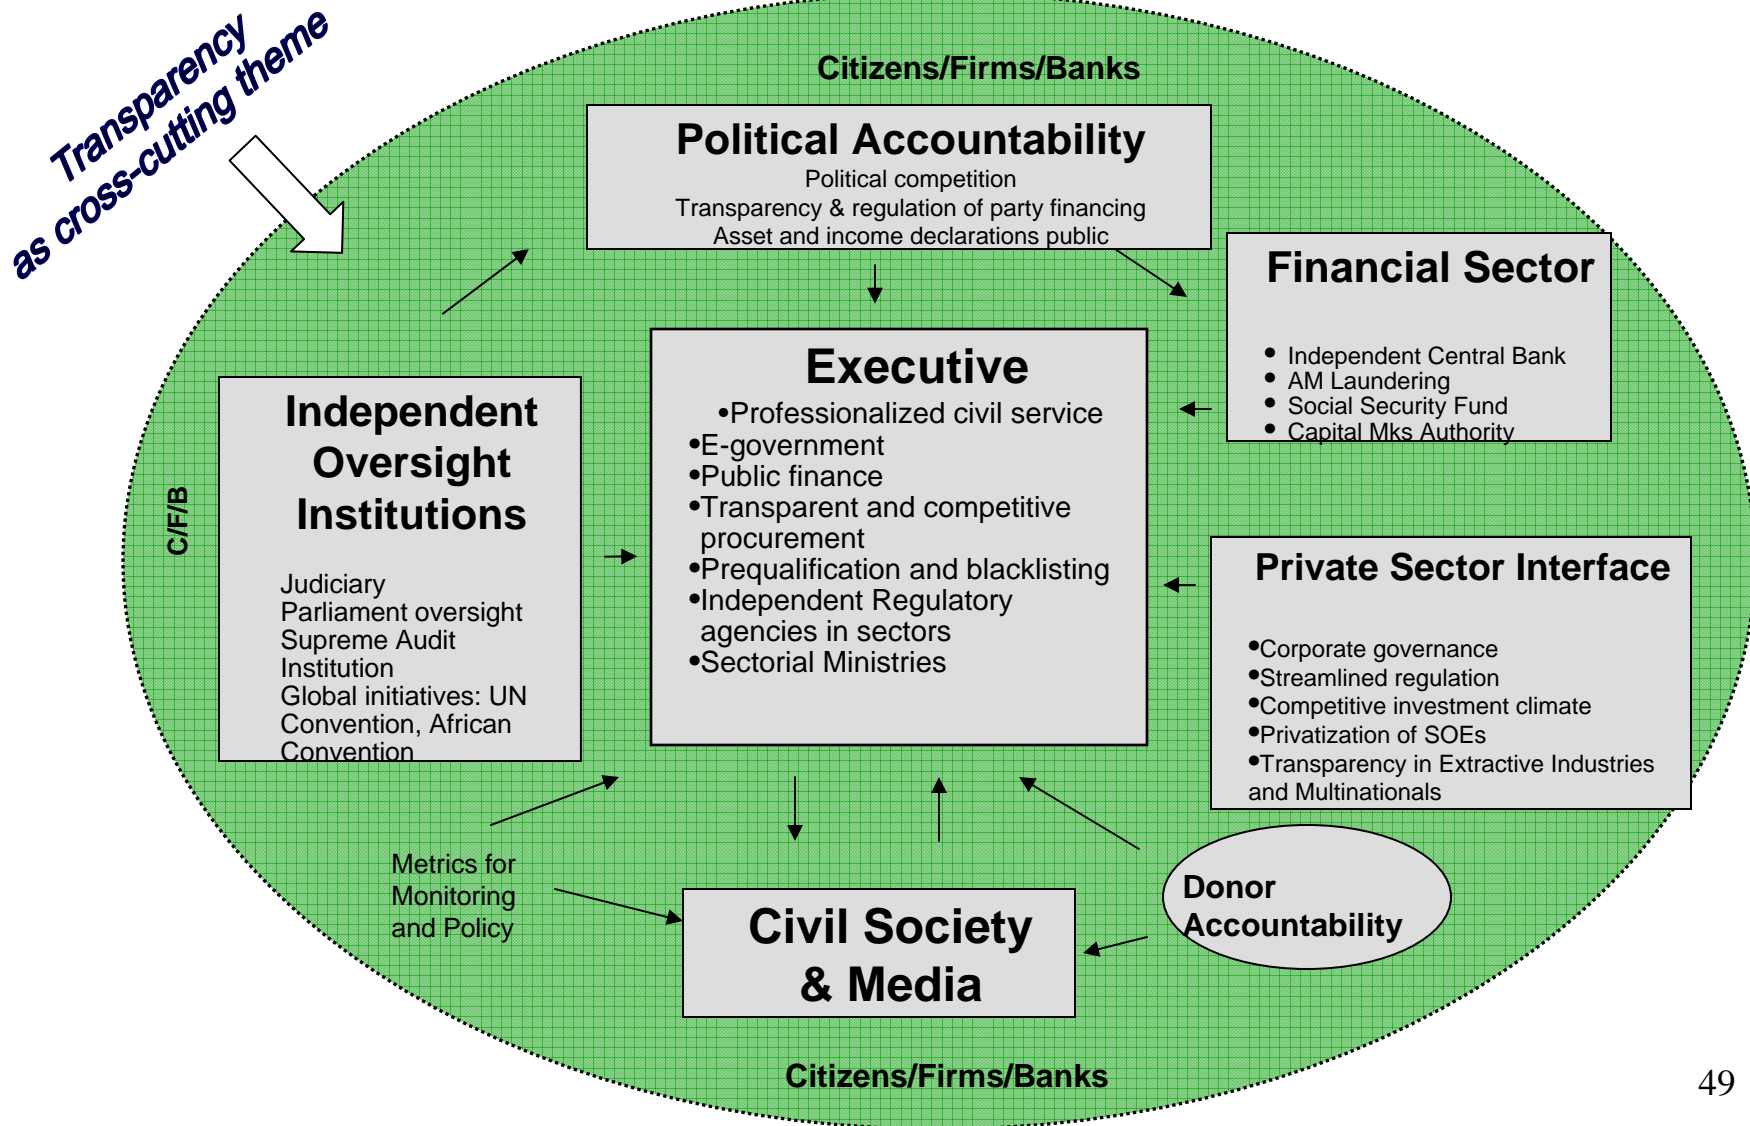 Transparency
as cross-cutting theme
Citizens/Firms/Banks
Political Accountability
Political competition
Transparency & regulation of party financing
Asset and income declarations public
Financial Sector
• Independent Central Bank
• AM Laundering
• Social Security Fund
• Capital Mks Authority
Executive
•Professionalized civil service
•E-government
•Public finance
•Transparent and competitive
procurement
•Prequalification and blacklisting
•Independent Regulatory
agencies in sectors
•Sectorial Ministries
Independent
Oversight
Institutions
Judiciary
Parliament oversight
Supreme Audit
Institution
Global initiatives: UN
Convention, African
Convention
C/F/B
Private Sector Interface
•Corporate governance
•Streamlined regulation
•Competitive investment climate
•Privatization of SOEs
•Transparency in Extractive Industries
and Multinationals
Metrics for
Monitoring
and Policy
Donor
Accountability
Civil Society
& Media
Citizens/Firms/Banks
49